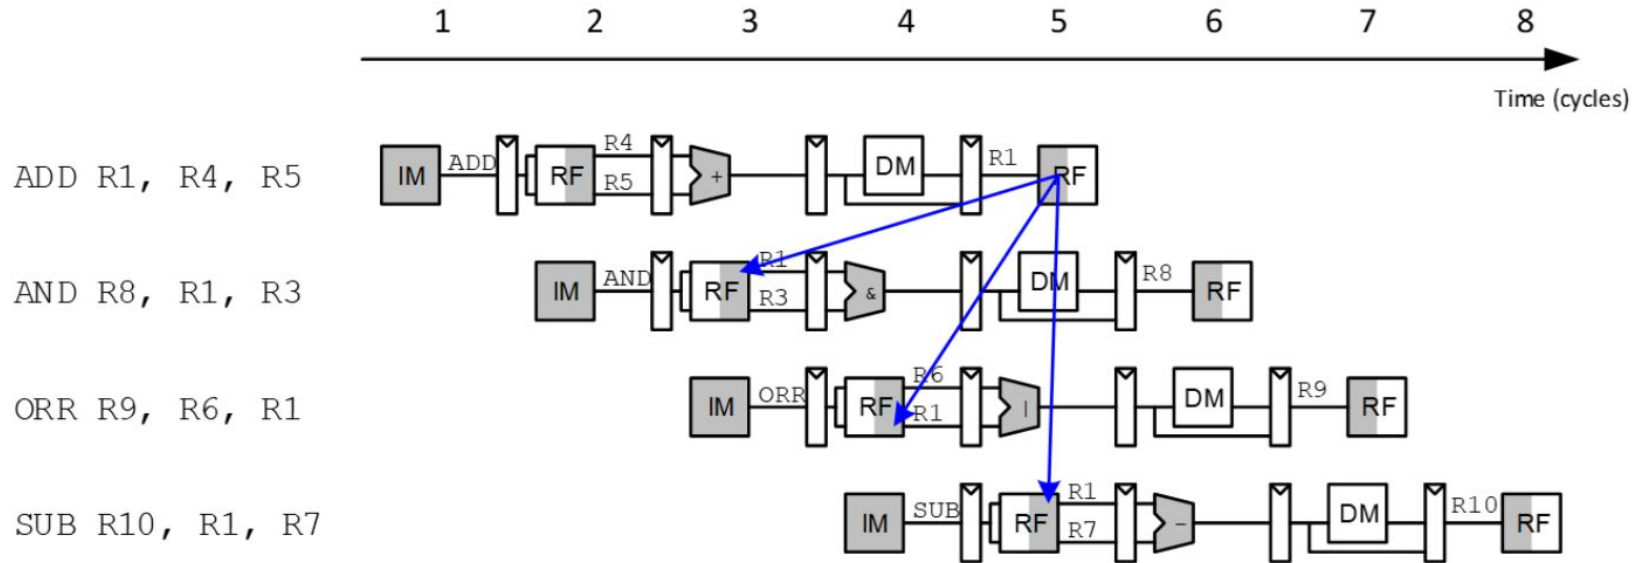 1 2 3 4 5 6 7 8
Time (cycles)
ADD R1, R4, R5
IM ADD RF R4 R5 + DM R1 RF
AND R8, R1, R3
IM AND RF R1 R3 & DM R8 RF
ORR R9, R6, R1
IM ORR RF R6 R1 | DM R9 RF
SUB R10, R1, R7
IM SUB RF R1 R7 - DM R10 RF